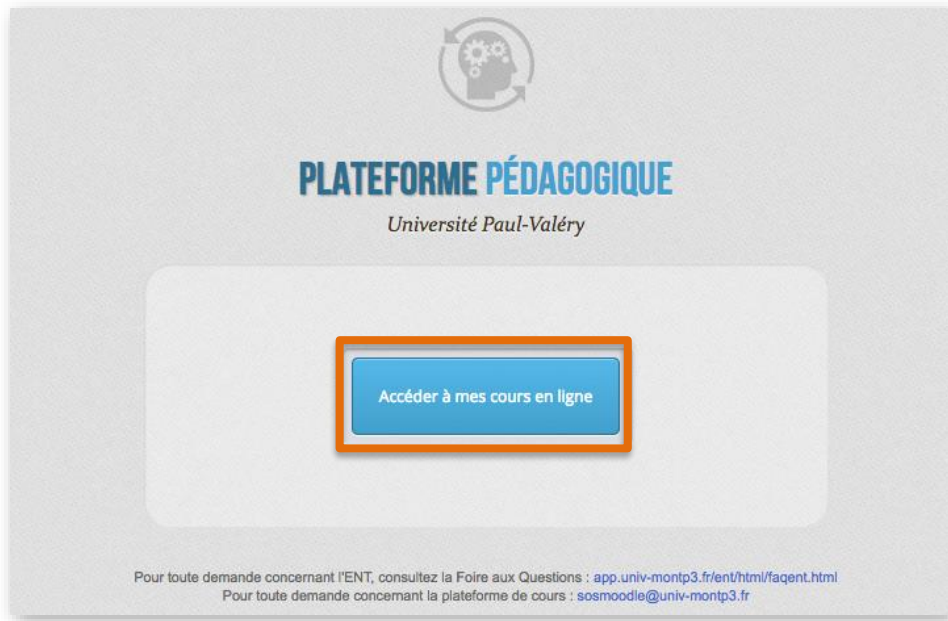 PLATEFORME PÉDAGOGIQUE
Université Paul-Valéry
Accéder à mes cours en ligne
Pour toute demande concernant l'ENT, consultez la Foire aux Questions : app.univ-montp3.fr/ent/html/faqent.html
Pour toute demande concernant la plateforme de cours : sosmoodle@univ-montp3.fr